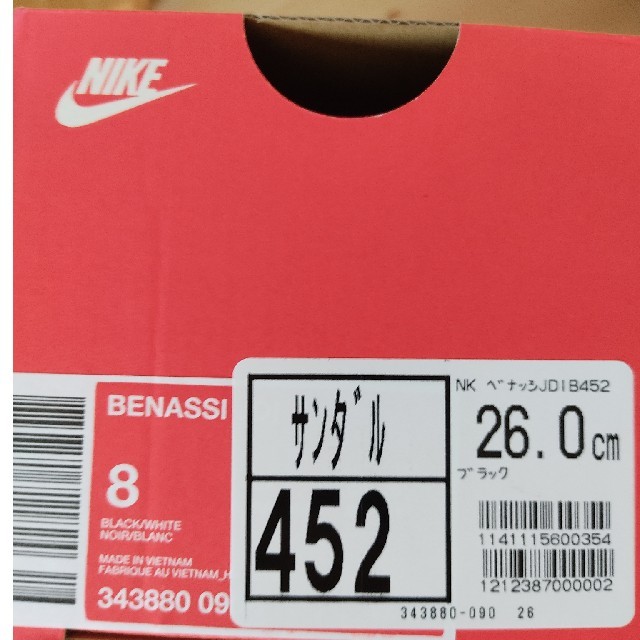 NIKE
BENASSI
8
BLACK/WHITE
NOIR/BLANC
MADE IN VIETNAM
FABRIQUE AU VIETNAM_H
343880 09
サンダル
452
NK ベナッシJDIB452
26.0cm
ブラック
1141115600354
1212387000002
343880-090 26